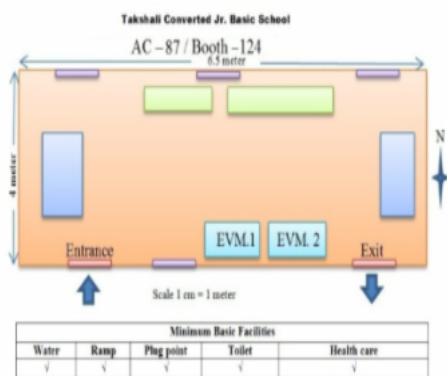 Takshali Converted Jr. Basic School
AC – 87 / Booth –124
6.5 meter
4 meter
N
EVM.1 EVM. 2
Entrance Exit
Scale 1 cm = 1 meter
Minimum Basic Facilities
Water Ramp Plug point Toilet Health care
√ √ √ √ √